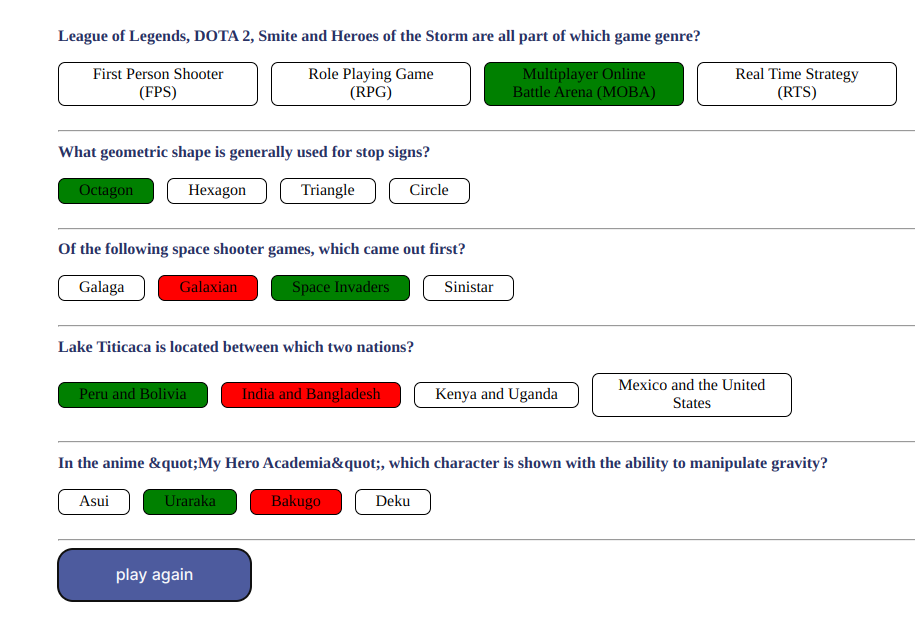 League of Legends, DOTA 2, Smite and Heroes of the Storm are all part of which game genre?
First Person Shooter
(FPS)
Role Playing Game
(RPG)
Multiplayer Online
Battle Arena (MOBA)
Real Time Strategy
(RTS)
What geometric shape is generally used for stop signs?
Octagon
Hexagon
Triangle
Circle
Of the following space shooter games, which came out first?
Galaga
Galaxian
Space Invaders
Sinistar
Lake Titicaca is located between which two nations?
Peru and Bolivia
India and Bangladesh
Kenya and Uganda
Mexico and the United
States
In the anime &quot;My Hero Academia&quot;, which character is shown with the ability to manipulate gravity?
Asui
Uraraka
Bakugo
Deku
play again